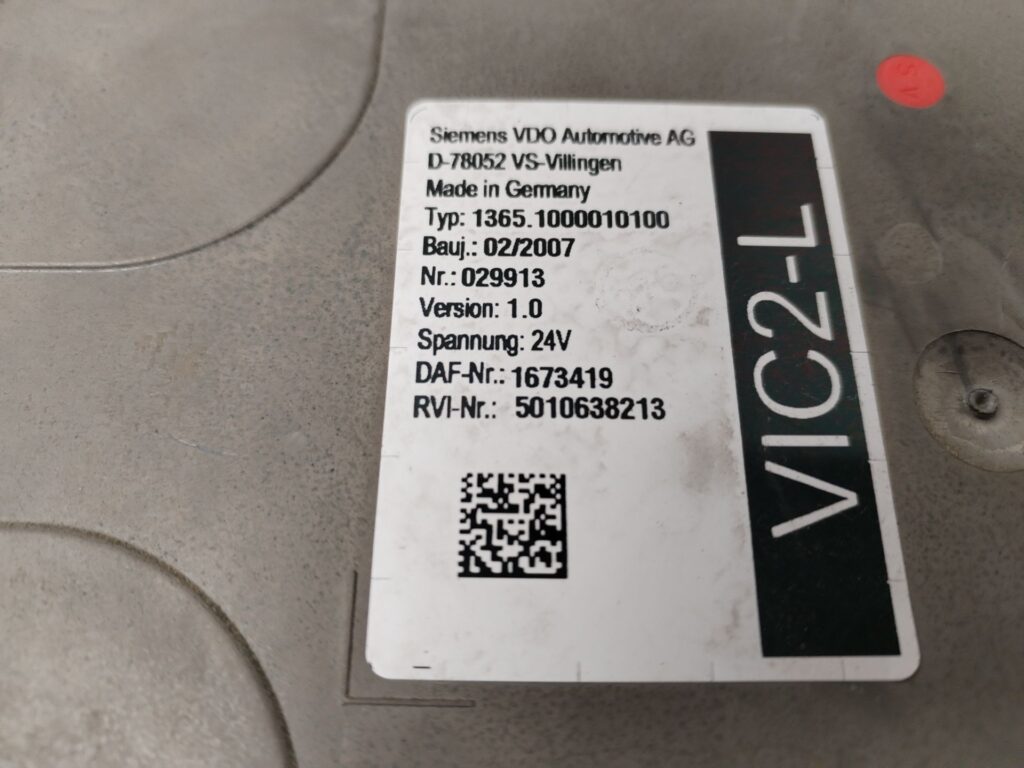 Siemens VDO Automotive AG
D-78052 VS-Villingen
Made in Germany
Typ: 1365.1000010100
Bauj.: 02/2007
Nr.: 029913
Version: 1.0
Spannung: 24V
DAF-Nr.: 1673419
RVI-Nr.: 5010638213
VIC2-L